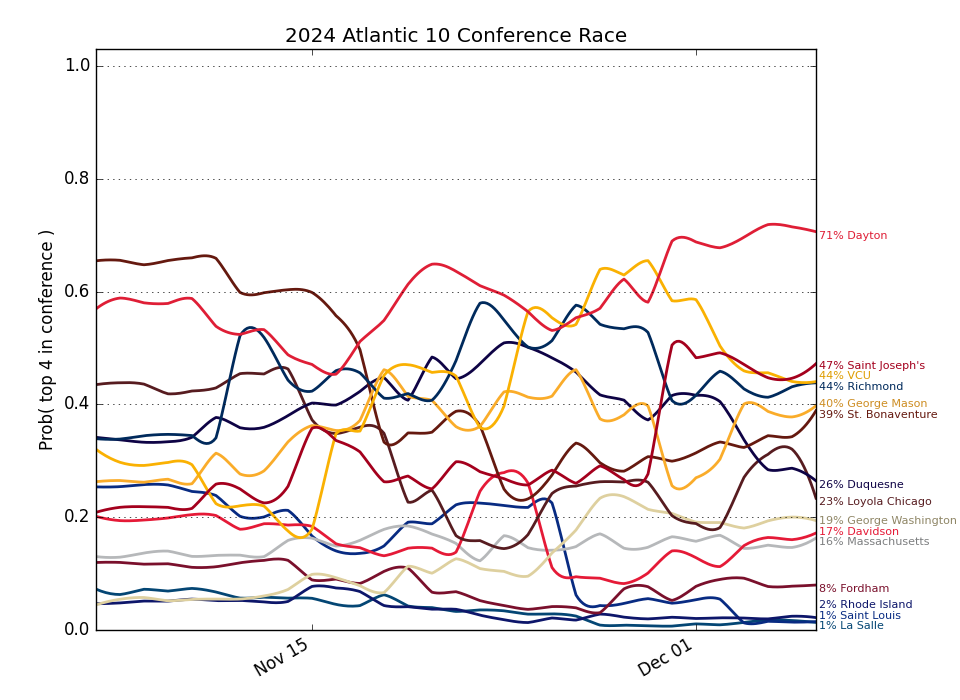 2024 Atlantic 10 Conference Race
Prob( top 4 in conference )
1.0
0.8
0.6
0.4
0.2
0.0
Nov 15
Dec 01
71% Dayton
47% Saint Joseph's
44% VCU
44% Richmond
40% George Mason
39% St. Bonaventure
26% Duquesne
23% Loyola Chicago
19% George Washington
17% Davidson
16% Massachusetts
8% Fordham
2% Rhode Island
1% Saint Louis
1% La Salle